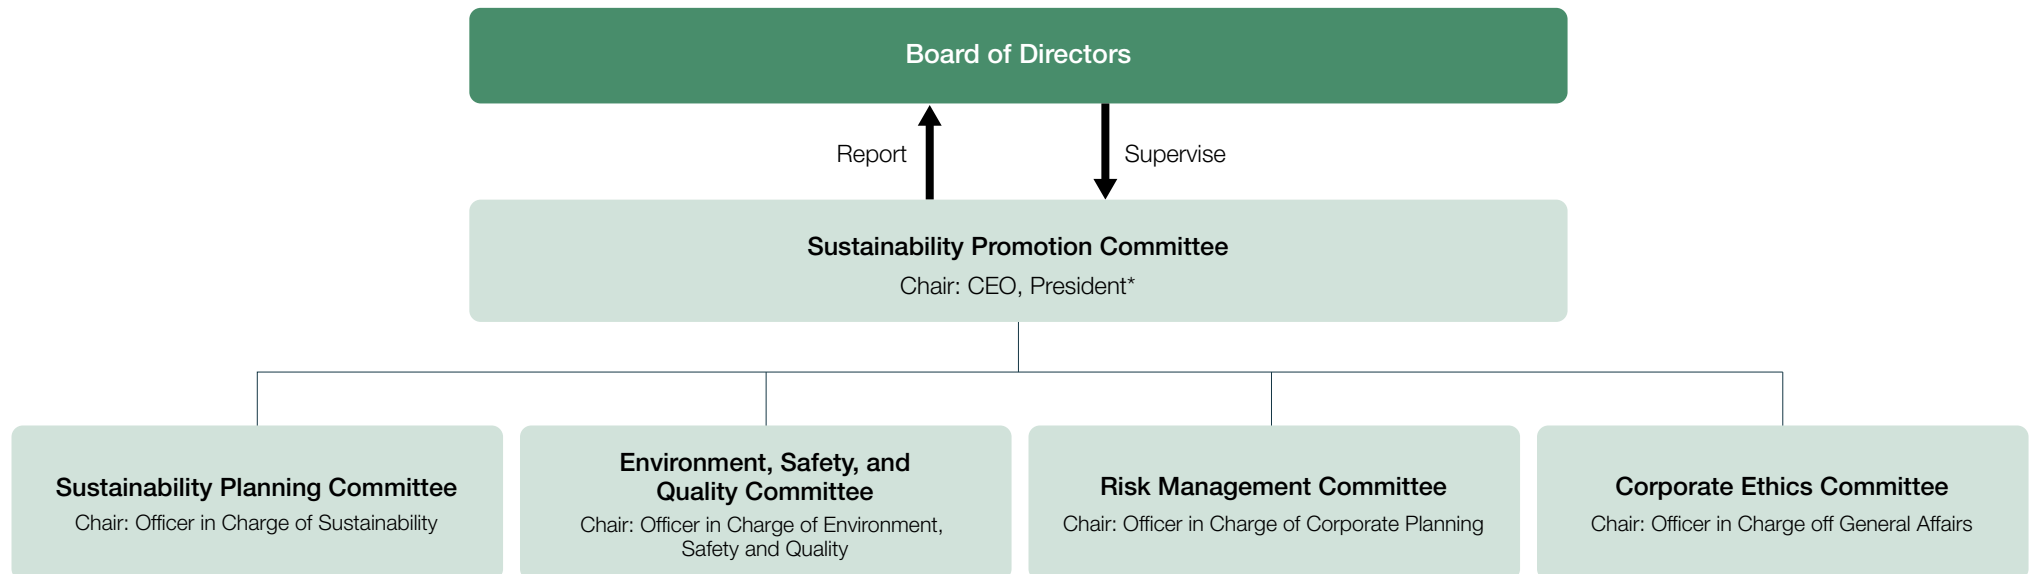 Board of Directors
Report
Supervise
Sustainability Promotion Committee
Chair: CEO, President*
Sustainability Planning Committee
Chair: Officer in Charge of Sustainability
Environment, Safety, and
Quality Committee
Chair: Officer in Charge of Environment,
Safety and Quality
Risk Management Committee
Chair: Officer in Charge of Corporate Planning
Corporate Ethics Committee
Chair: Officer in Charge off General Affairs